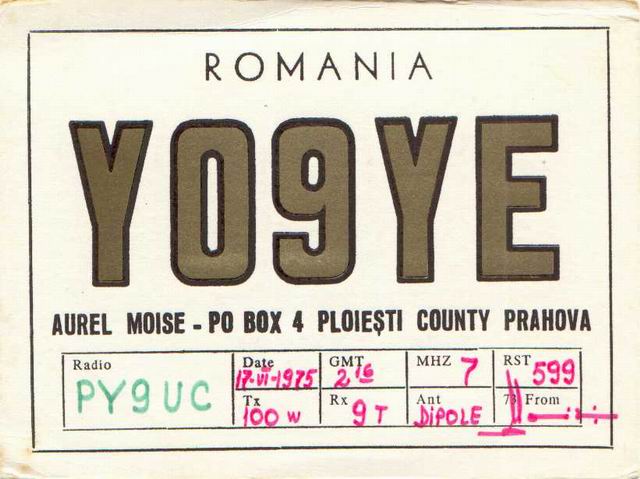 ROMANIA
YO9YE
AUREL MOISE - PO BOX 4 PLOIEȘTI COUNTY PRAHOVA
Radio Date GMT MHZ RST
PY9UC 17-VI-1975 2 16 7 599
Tx Rx Ant 73 From
100 W 9 T DIPOLE